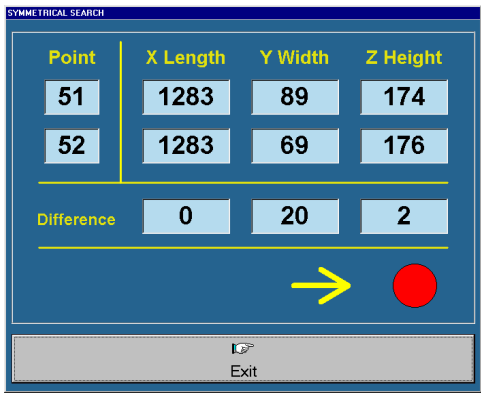 SYMMETRICAL SEARCH
Point X Length Y Width Z Height
51 1283 89 174
52 1283 69 176
Difference 0 20 2
Exit